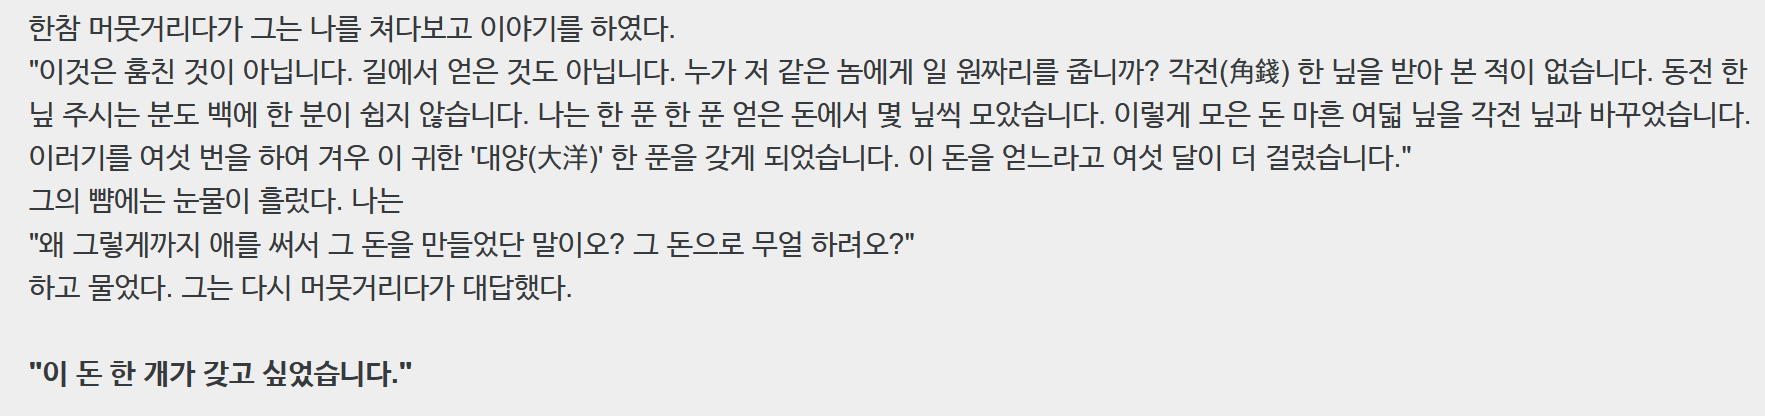 한참 머뭇거리다가 그는 나를 쳐다보고 이야기를 하였다.
"이것은 훔친 것이 아닙니다. 길에서 얻은 것도 아닙니다. 누가 저 같은 놈에게 일 원짜리를 줍니까? 각전(角錢) 한 닢을 받아 본 적이 없습니다. 동전 한
닢 주시는 분도 백에 한 분이 쉽지 않습니다. 나는 한 푼 한 푼 얻은 돈에서 몇 닢씩 모았습니다. 이렇게 모은 돈 마흔 여덟 닢을 각전 닢과 바꾸었습니다.
이러기를 여섯 번을 하여 겨우 이 귀한 '대양(大洋)' 한 푼을 갖게 되었습니다. 이 돈을 얻느라고 여섯 달이 더 걸렸습니다."
그의 뺨에는 눈물이 흘렀다. 나는
"왜 그렇게까지 애를 써서 그 돈을 만들었단 말이오? 그 돈으로 무얼 하려오?"
하고 물었다. 그는 다시 머뭇거리다가 대답했다.
"이 돈 한 개가 갖고 싶었습니다."